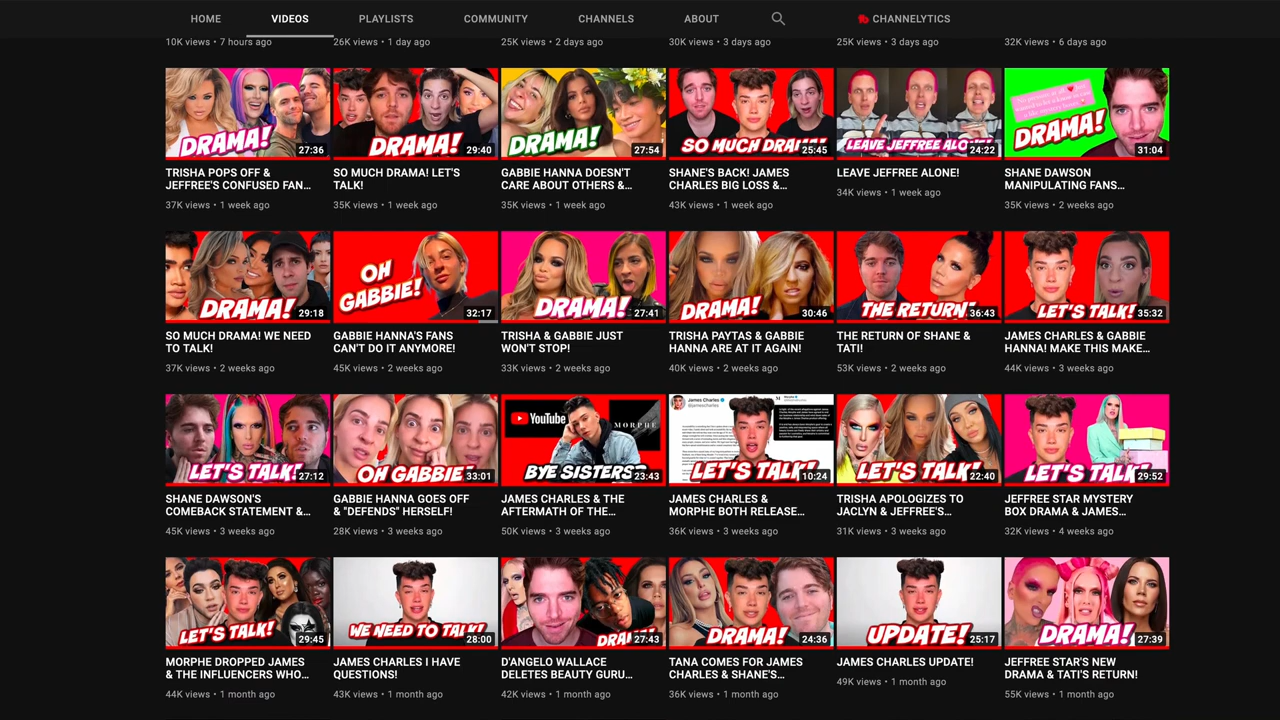 HOME VIDEOS PLAYLISTS COMMUNITY CHANNELS ABOUT CHANNELYTICS
10K views • 7 hours ago 26K views • 1 day ago 25K views • 2 days ago 30K views • 3 days ago 25K views • 3 days ago 32K views • 6 days ago
DRAMA! 27:36
DRAMA! 29:40
DRAMA! 27:54
SO MUCH DRAMA! 25:45
LEAVE JEFFREE ALO 24:22
DRAMA! 31:04
TRISHA POPS OFF &
JEFFREE'S CONFUSED FAN...
37K views • 1 week ago
SO MUCH DRAMA! LET'S
TALK!
35K views • 1 week ago
GABBIE HANNA DOESN'T
CARE ABOUT OTHERS &...
35K views • 1 week ago
SHANE'S BACK! JAMES
CHARLES BIG LOSS &...
43K views • 1 week ago
LEAVE JEFFREE ALONE!
34K views • 1 week ago
SHANE DAWSON
MANIPULATING FANS...
35K views • 2 weeks ago
DRAMA! 29:18
OH
GABBIE! 32:17
DRAMA! 27:41
DRAMA! 30:46
THE RETURN 36:43
LET'S TALK! 35:32
SO MUCH DRAMA! WE NEED
TO TALK!
37K views • 2 weeks ago
GABBIE HANNA'S FANS
CAN'T DO IT ANYMORE!
45K views • 2 weeks ago
TRISHA & GABBIE JUST
WON'T STOP!
33K views • 2 weeks ago
TRISHA PAYTAS & GABBIE
HANNA ARE AT IT AGAIN!
40K views • 2 weeks ago
THE RETURN OF SHANE &
TATI!
53K views • 2 weeks ago
JAMES CHARLES & GABBIE
HANNA! MAKE THIS MAKE...
44K views • 3 weeks ago
LET'S TALK! 27:12
OH GABBIE! 33:01
YouTube
MORPHE
BYE SISTERS 23:43
James Charles
@jamescharles
LET'S TALK! 10:24
LET'S TALK 22:40
LET'S TALK 29:52
SHANE DAWSON'S
COMEBACK STATEMENT &...
45K views • 3 weeks ago
GABBIE HANNA GOES OFF
& "DEFENDS" HERSELF!
28K views • 3 weeks ago
JAMES CHARLES & THE
AFTERMATH OF THE...
50K views • 3 weeks ago
JAMES CHARLES &
MORPHE BOTH RELEASE...
36K views • 3 weeks ago
TRISHA APOLOGIZES TO
JACLYN & JEFFREE'S...
31K views • 3 weeks ago
JEFFREE STAR MYSTERY
BOX DRAMA & JAMES...
32K views • 4 weeks ago
LET'S TALK! 29:45
WE NEED TO TALK! 28:00
DRAMA! 27:43
DRAMA! 24:36
UPDATE! 25:17
DRAMA! 27:39
MORPHE DROPPED JAMES
& THE INFLUENCERS WHO...
44K views • 1 month ago
JAMES CHARLES I HAVE
QUESTIONS!
43K views • 1 month ago
D'ANGELO WALLACE
DELETES BEAUTY GURU...
42K views • 1 month ago
TANA COMES FOR JAMES
CHARLES & SHANE'S...
36K views • 1 month ago
JAMES CHARLES UPDATE!
49K views • 1 month ago
JEFFREE STAR'S NEW
DRAMA & TATI'S RETURN!
55K views • 1 month ago